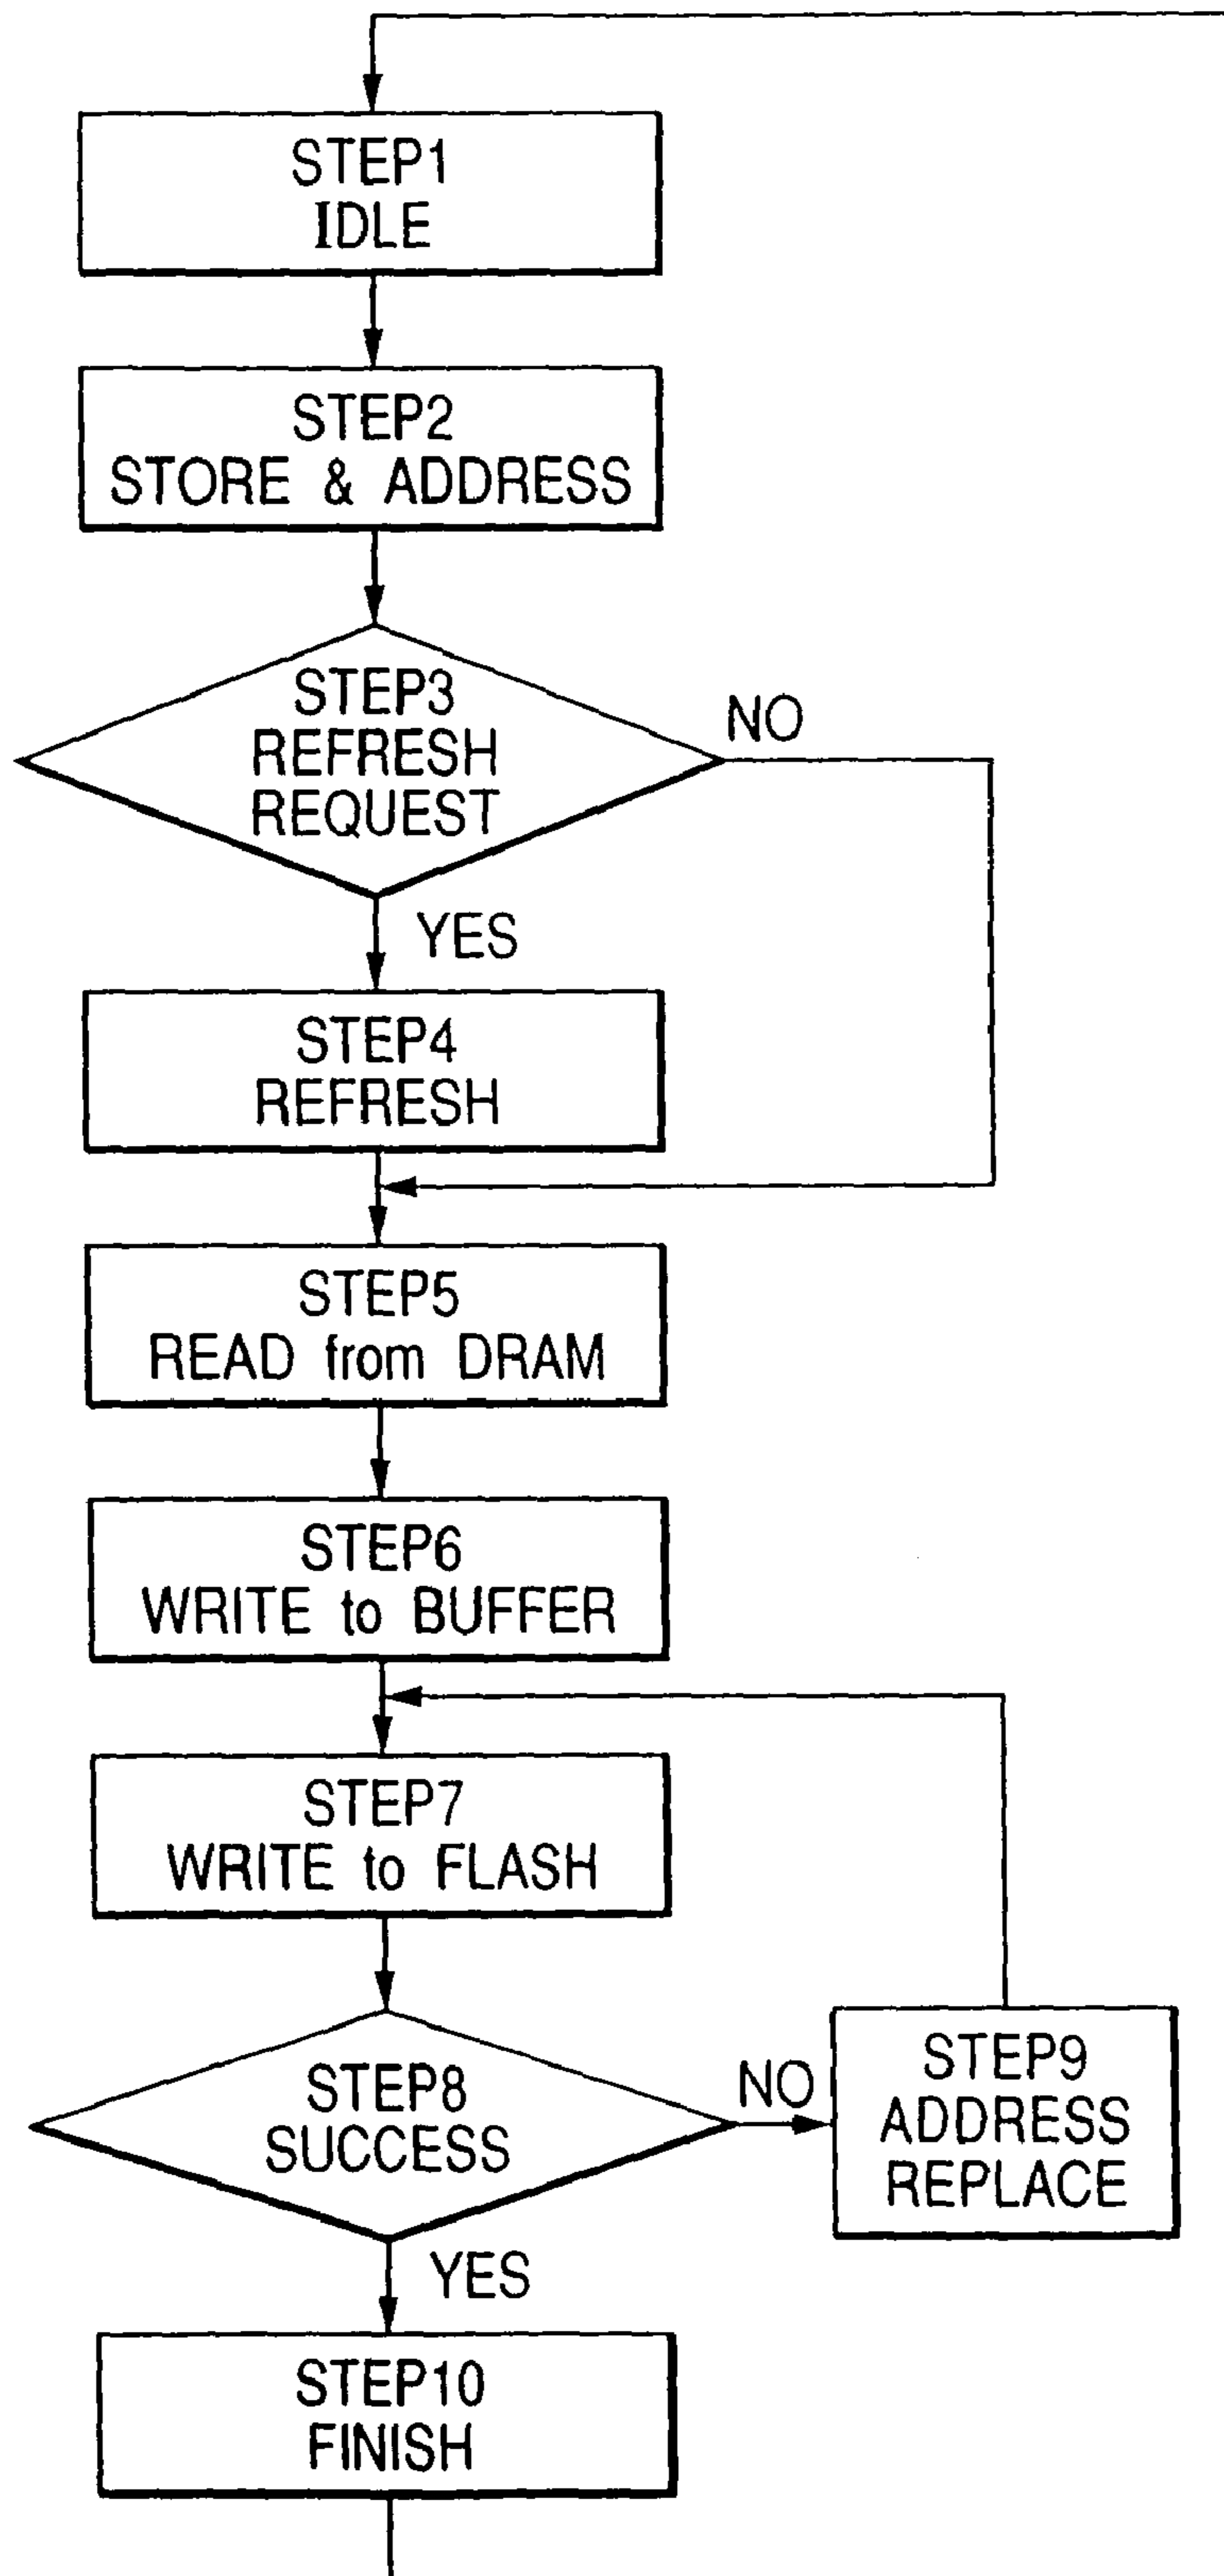 STEP1
IDLE
STEP2
STORE & ADDRESS
STEP3
REFRESH
REQUEST
NO
YES
STEP4
REFRESH
STEP5
READ from DRAM
STEP6
WRITE to BUFFER
STEP7
WRITE to FLASH
STEP8
SUCCESS
NO
STEP9
ADDRESS
REPLACE
YES
STEP10
FINISH